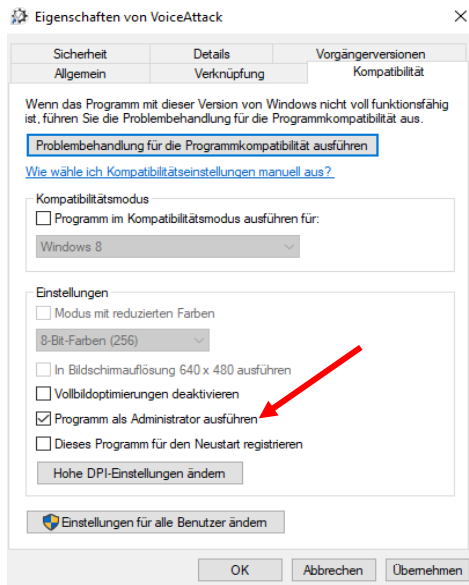 Eigenschaften von VoiceAttack
Sicherheit Details Vorgängerversionen
Allgemein Verknüpfung Kompatibilität
Wenn das Programm mit dieser Version von Windows nicht voll funktionsfähig
ist, führen Sie die Problembehandlung für die Programmkompatibilität aus.
Problembehandlung für die Programmkompatibilität ausführen
Wie wähle ich Kompatibilitätseinstellungen manuell aus?
Kompatibilitätsmodus
Programm im Kompatibilitätsmodus ausführen für:
Windows 8
Einstellungen
Modus mit reduzierten Farben
8-Bit-Farben (256)
In Bildschirmauflösung 640 x 480 ausführen
Vollbildoptimierungen deaktivieren
Programm als Administrator ausführen
Dieses Programm für den Neustart registrieren
Hohe DPI-Einstellungen ändern
Einstellungen für alle Benutzer ändern
OK Abbrechen Übernehmen